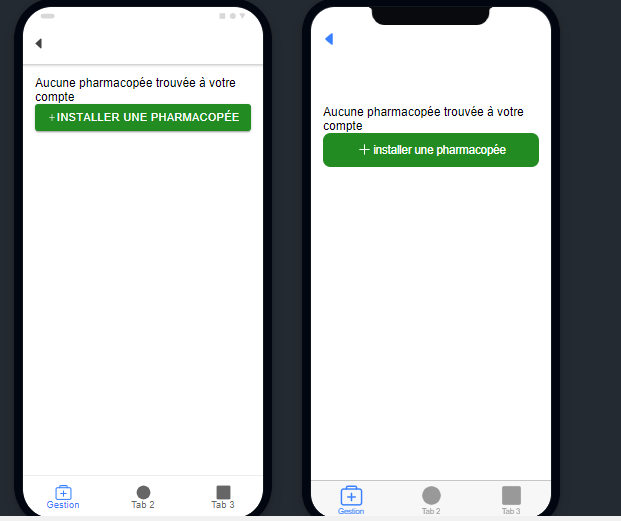 Aucune pharmacopée trouvée à votre
compte
+INSTALLER UNE PHARMACOPÉE
Gestion
Tab 2
Tab 3
Aucune pharmacopée trouvée à votre
compte
+ installer une pharmacopée
Gestion
Tab 2
Tab 3